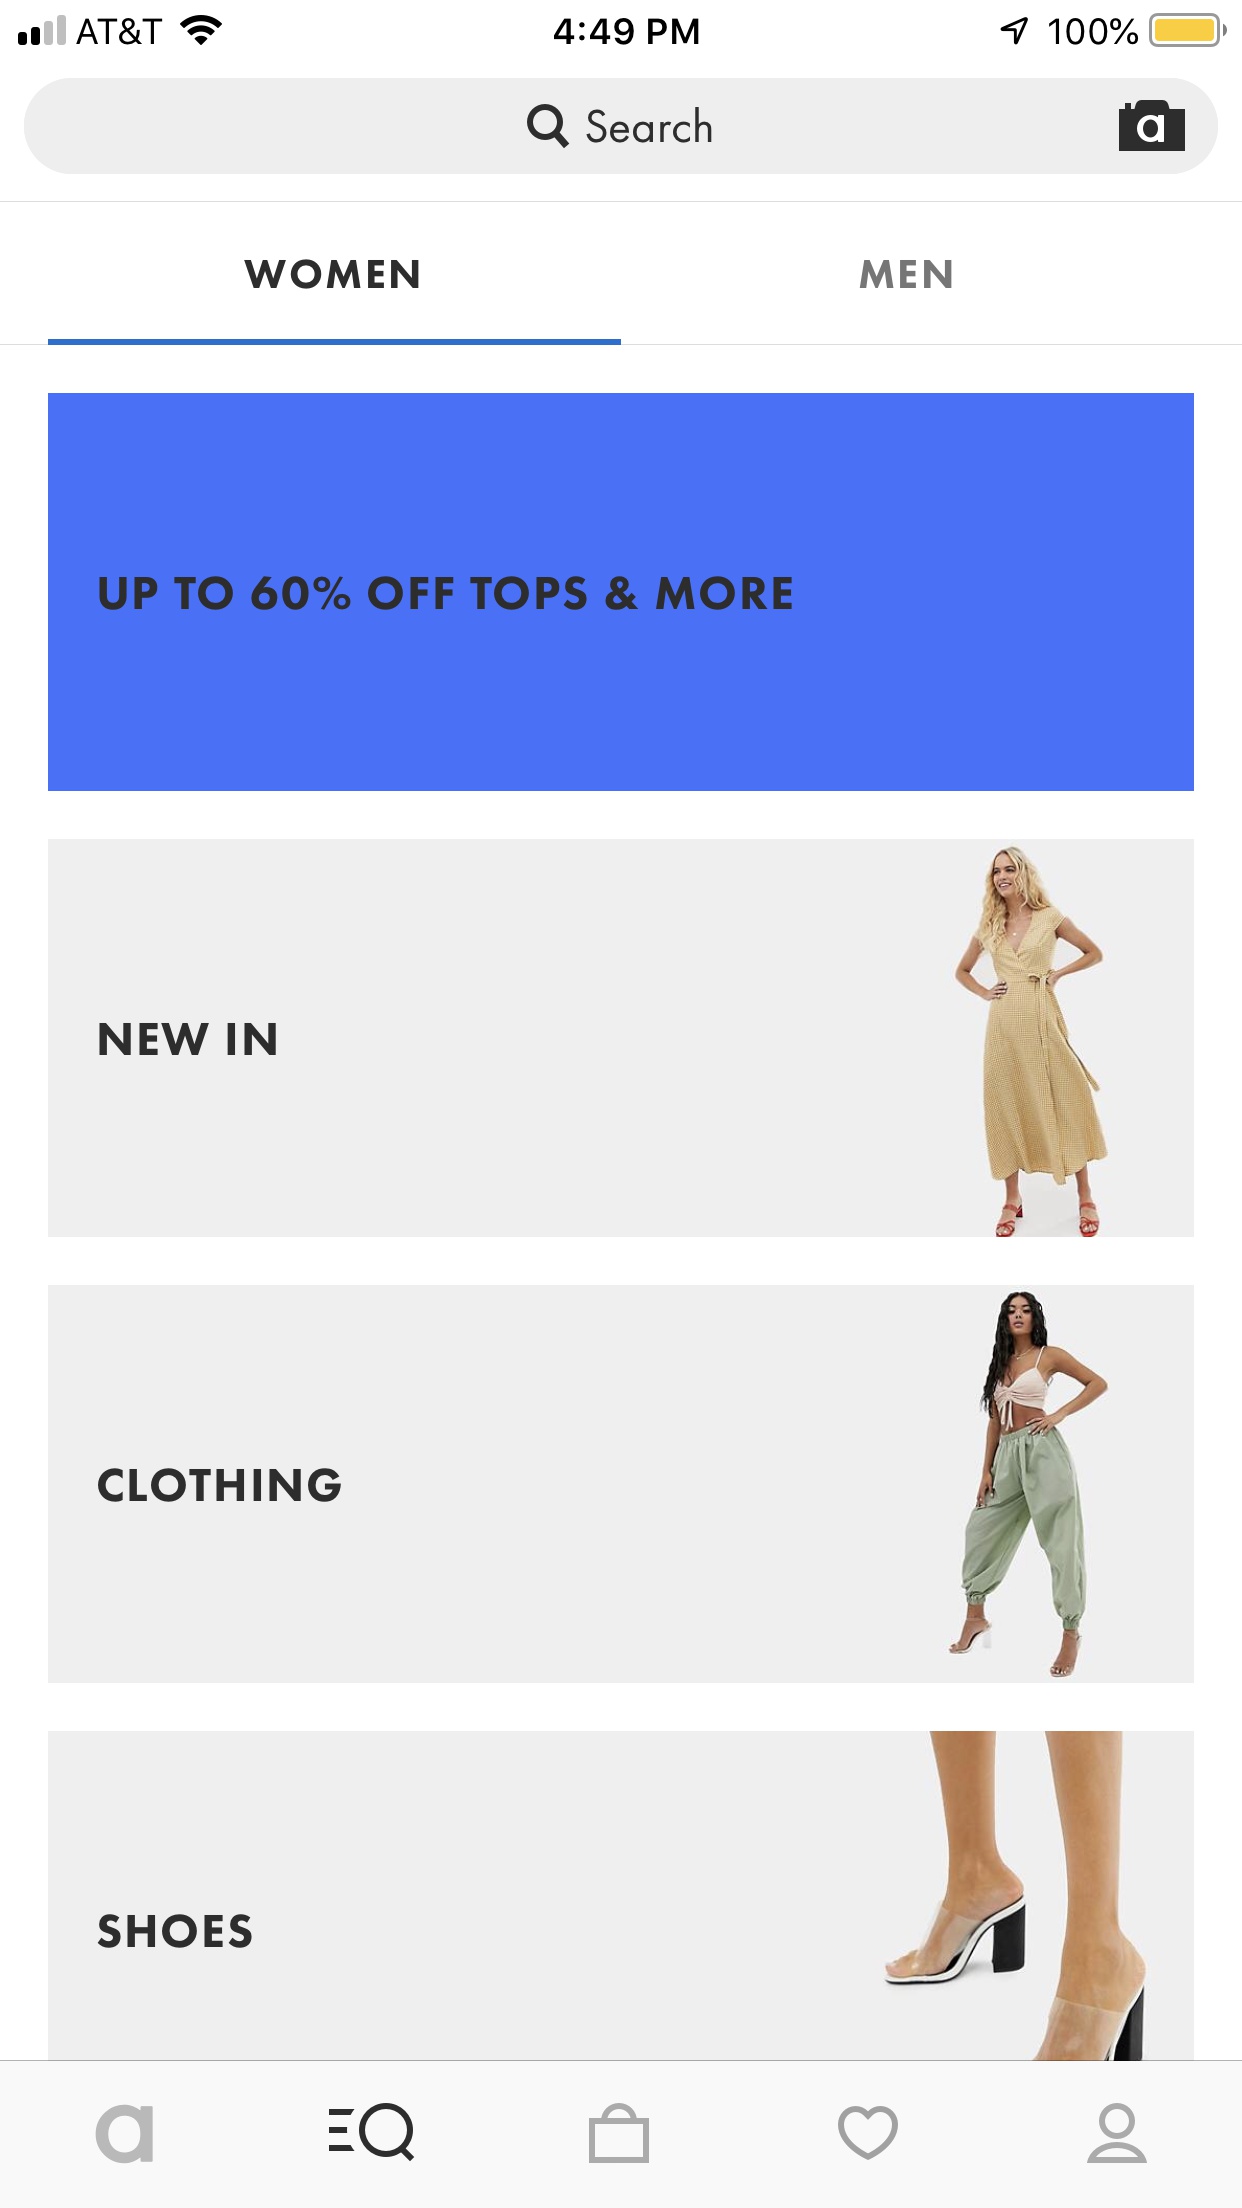 AT&T 4:49 PM 100%
Search
a
WOMEN MEN
UP TO 60% OFF TOPS & MORE
NEW IN
CLOTHING
SHOES
a